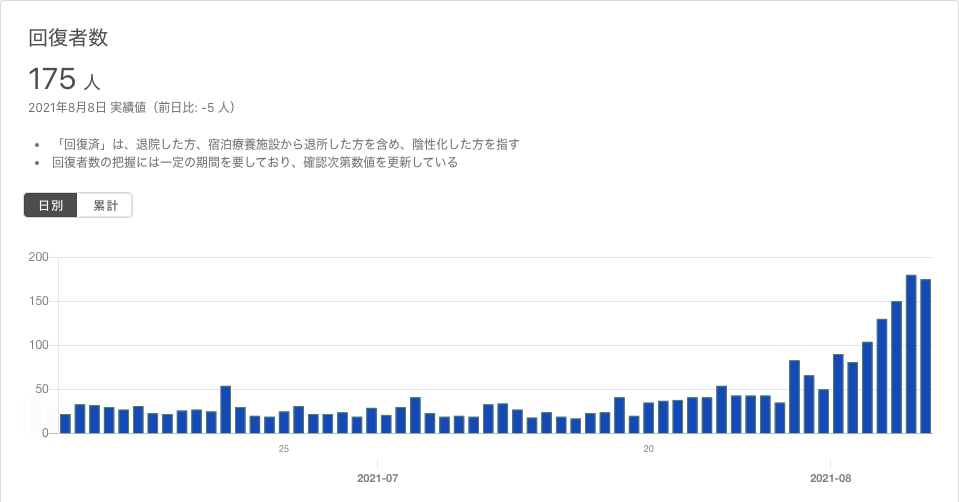 回復者数
175 人
2021年8月8日 実績値（前日比: -5 人）
• 「回復済」は、退院した方、宿泊療養施設から退所した方を含め、陰性化した方を指す
• 回復者数の把握には一定の期間を要しており、確認次第数値を更新している
日別 累計
200
150
100
50
0
25 20
2021-07 2021-08